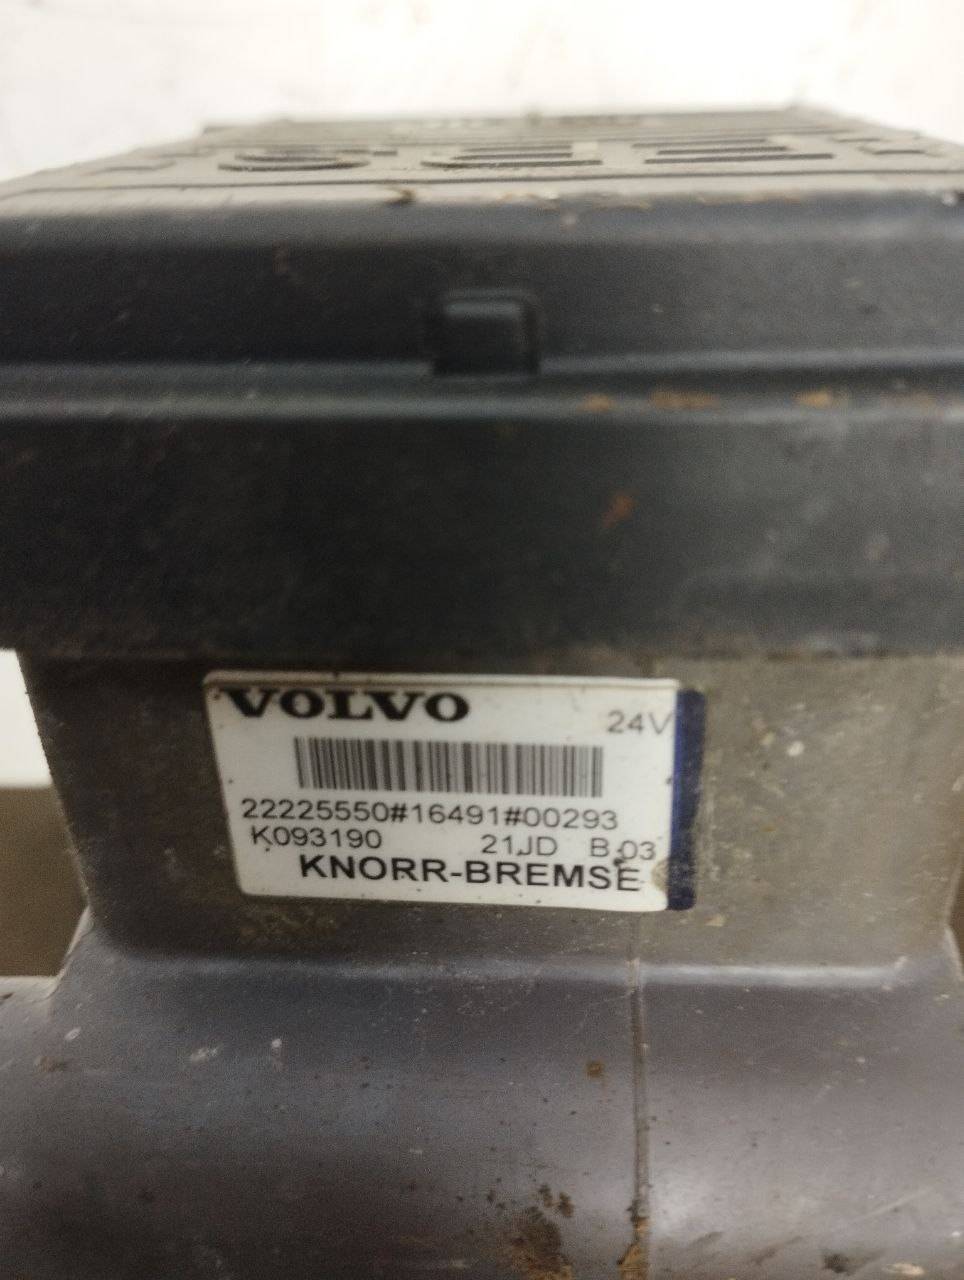 VOLVO
24V
22225550#16491#00293
K093190 21JD B.03
KNORR-BREMSE